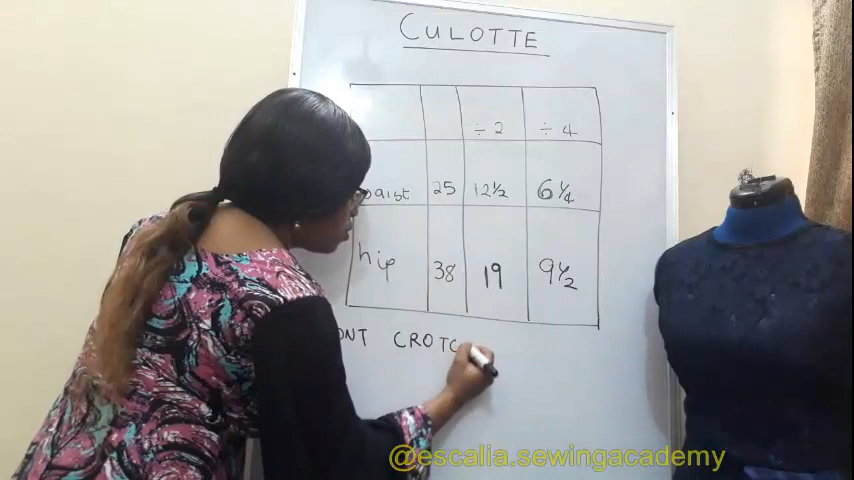 CULOTTE
÷ 2 ÷ 4
25 12½ 6¼
hip 38 19 9½
CROTC
@escalia.sewingacademy